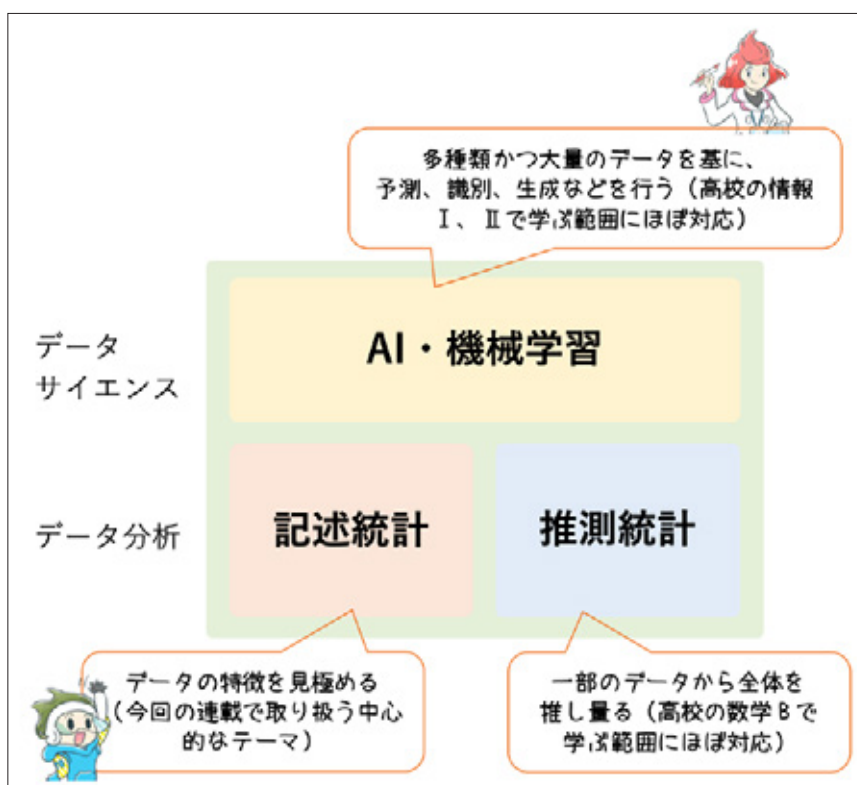 多種類かつ大量のデータを基に、
予測、識別、生成などを行う（高校の情報
Ⅰ、Ⅱで学ぶ範囲にほぼ対応）
データ
サイエンス
AI・機械学習
データ分析
記述統計
推測統計
データの特徴を見極める
（今回の連載で取り扱う中心
的なテーマ）
一部のデータから全体を
推し量る（高校の数学Bで
学ぶ範囲にほぼ対応）